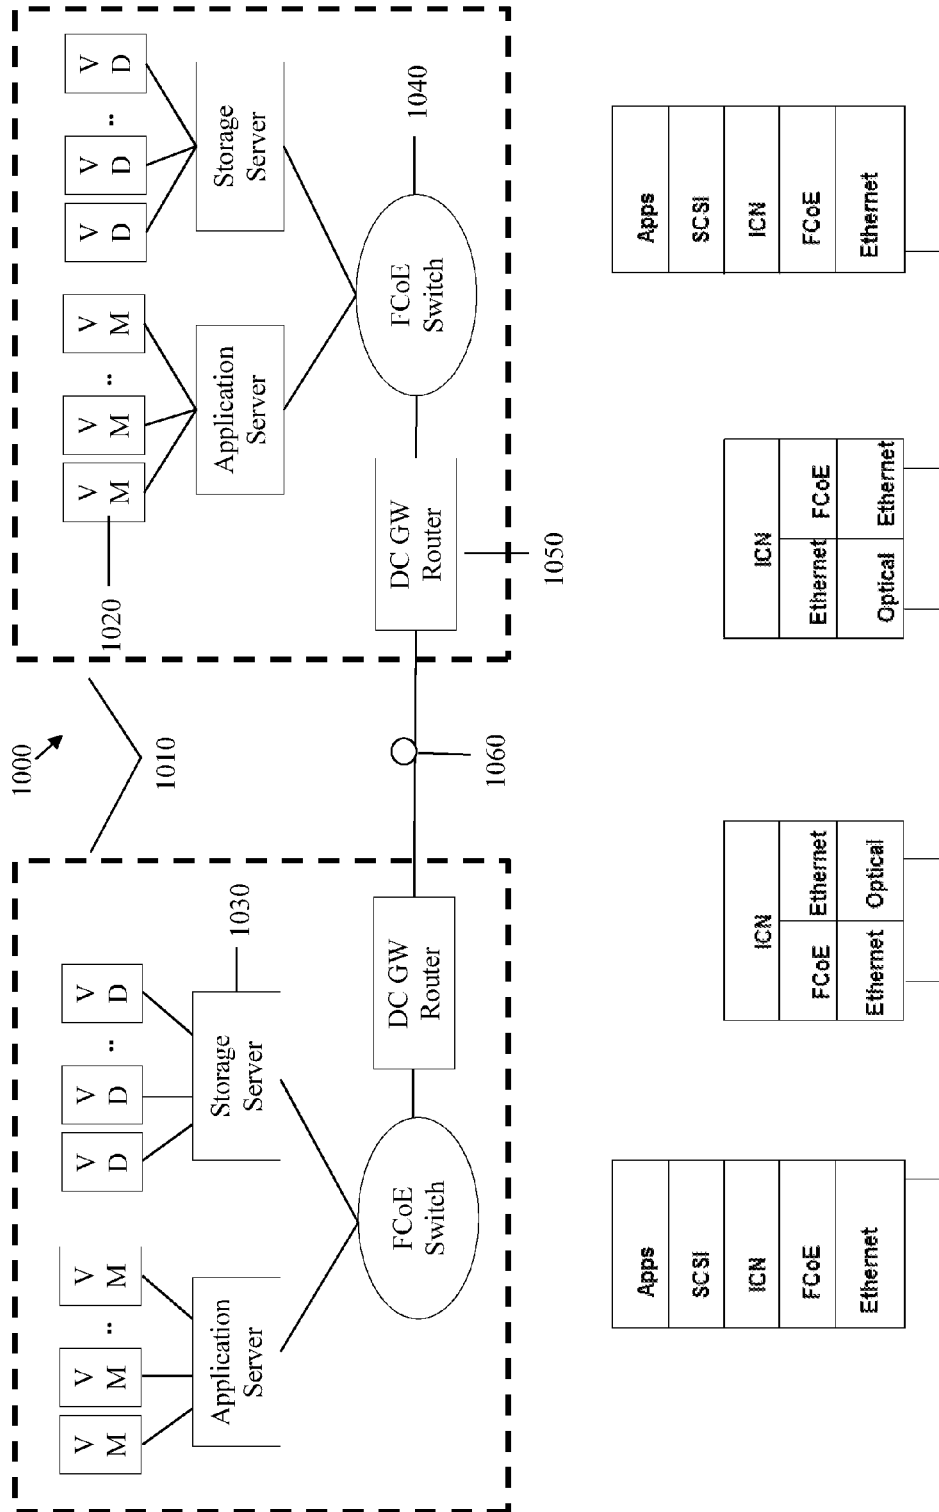 1000
V
M
V
M
..
V
M
V
D
V
D
..
V
D
Application
Server
Storage
Server
1030
FCoE
Switch
DC GW
Router
1010
1060
1020
V
M
V
M
..
V
M
V
D
V
D
..
V
D
Application
Server
Storage
Server
DC GW
Router
1050
FCoE
Switch
1040
Apps
SCSI
ICN
FCoE
Ethernet
ICN
FCoE
Ethernet
Ethernet
Optical
ICN
Ethernet
FCoE
Optical
Ethernet
Apps
SCSI
ICN
FCoE
Ethernet